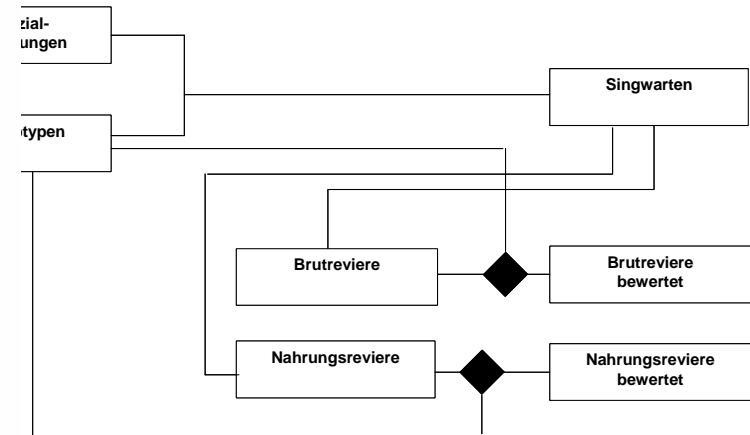 zial-
ungen
Singwarten
otypen
Brutreviere
Brutreviere
bewertet
Nahrungsreviere
Nahrungsreviere
bewertet